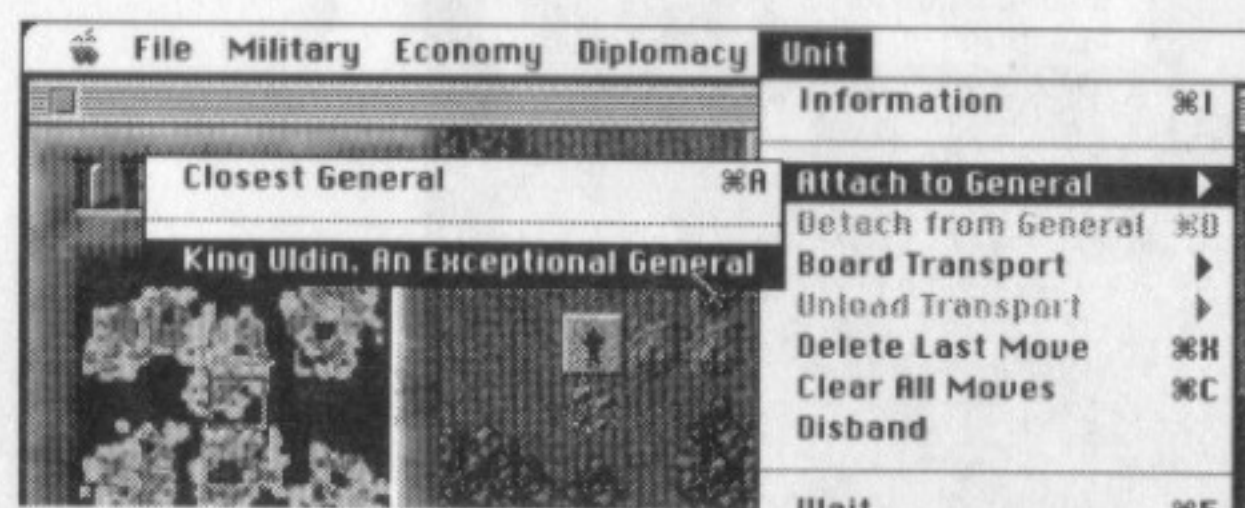 File Military Economy Diplomacy Unit
Information ⌘I
Closest General ⌘A
King Uldin, An Exceptional General
Attach to General
Detach from General ⌘D
Board Transport
Unload Transport
Delete Last Move ⌘X
Clear All Moves ⌘C
Disband
Wait